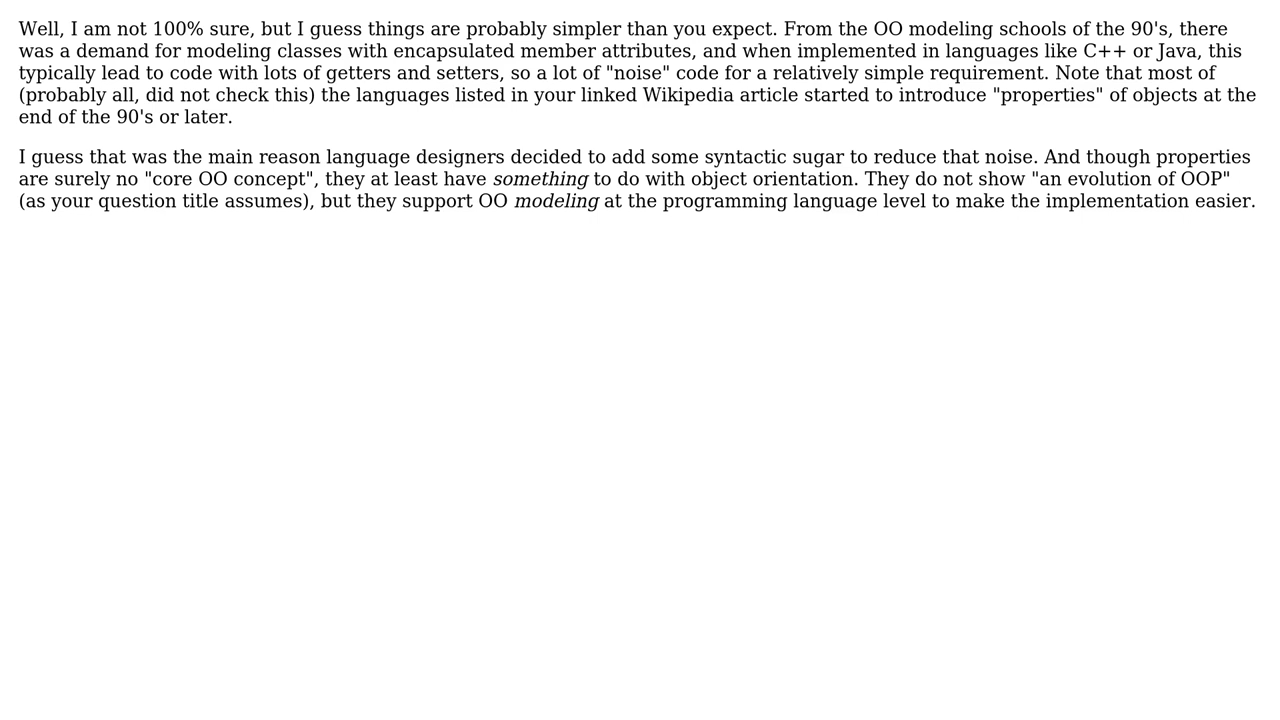 Well, I am not 100% sure, but I guess things are probably simpler than you expect. From the OO modeling schools of the 90's, there
was a demand for modeling classes with encapsulated member attributes, and when implemented in languages like C++ or Java, this
typically lead to code with lots of getters and setters, so a lot of "noise" code for a relatively simple requirement. Note that most of
(probably all, did not check this) the languages listed in your linked Wikipedia article started to introduce "properties" of objects at the
end of the 90's or later.
I guess that was the main reason language designers decided to add some syntactic sugar to reduce that noise. And though properties
are surely no "core OO concept", they at least have something to do with object orientation. They do not show "an evolution of OOP"
(as your question title assumes), but they support OO modeling at the programming language level to make the implementation easier.